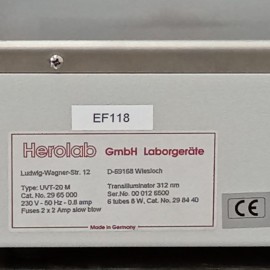 EF118
Herolab GmbH Laborgeräte
Ludwig-Wagner-Str. 12 D-69168 Wiesloch
Type: UVT-20 M Transilluminator 312 nm
Cat. No. 29 65 000 Ser.No. 00 012 6500
230 V - 50 Hz - 0.8 amp 6 tubes 8 W, Cat. No. 29 84 40
Fuses 2 x 2 Amp slow blow
Made in Germany
CE